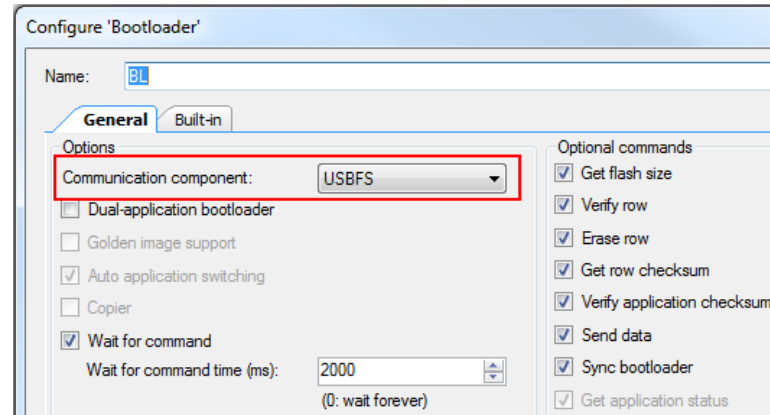 Configure 'Bootloader'
Name: BL
General Built-in
Options
Communication component: USBFS
Dual-application bootloader
Golden image support
Auto application switching
Copier
Wait for command
Wait for command time (ms): 2000
(0: wait forever)
Optional commands
Get flash size
Verify row
Erase row
Get row checksum
Verify application checksum
Send data
Sync bootloader
Get application status